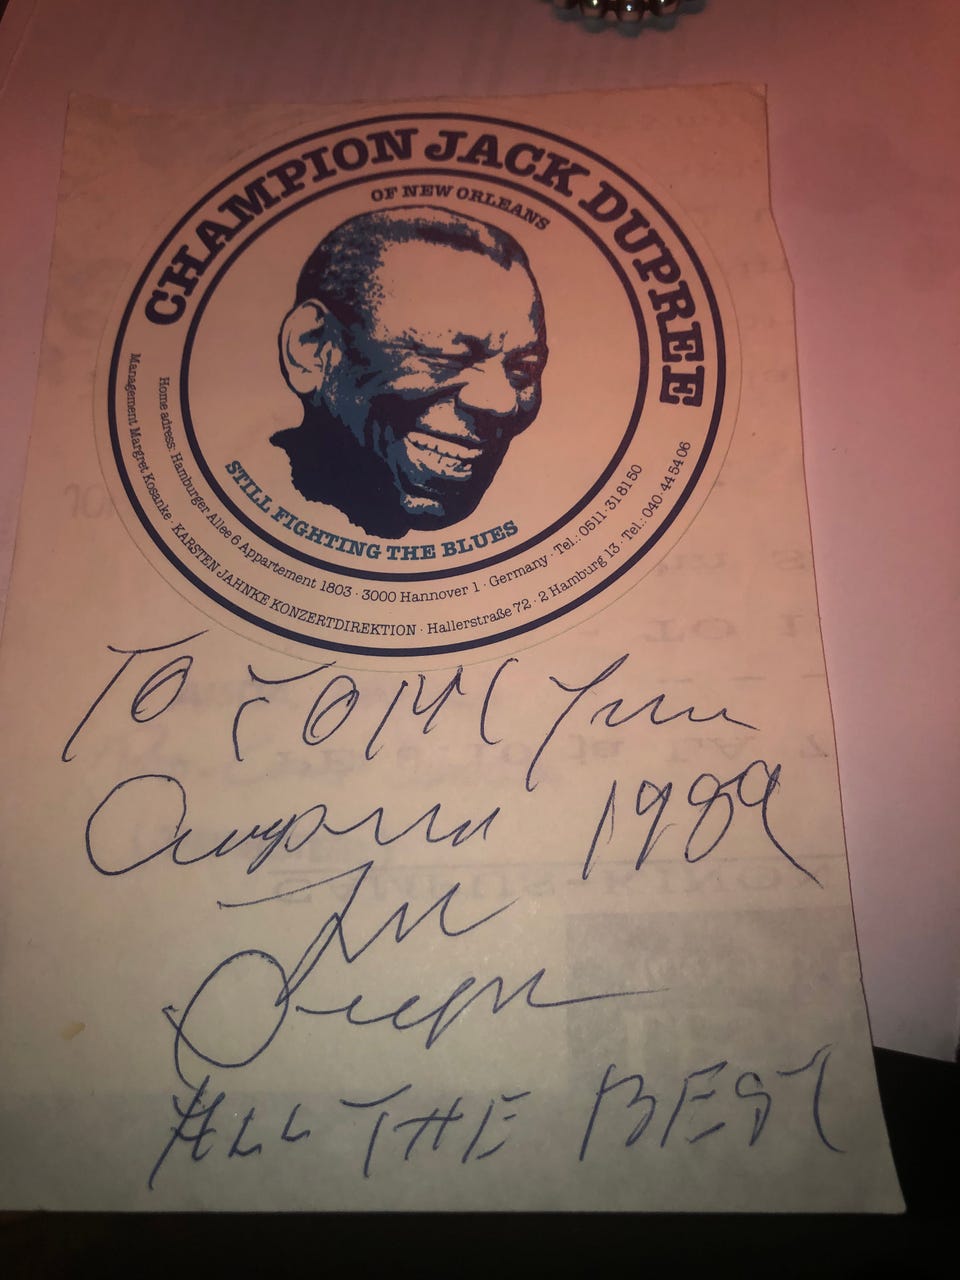 CHAMPION JACK DUPREE
OF NEW ORLEANS
STILL FIGHTING THE BLUES
Home adress: Hamburger Allee 6 Appartement 1803 · 3000 Hannover 1 · Germany · Tel.: 0511·31 81 50
Management Margret Kosanke · KARSTEN JAHNKE KONZERTDIREKTION · Hallerstraße 72 · 2 Hamburg 13 · Tel.: 040·44 54 06
TO
1989
ALL THE BEST